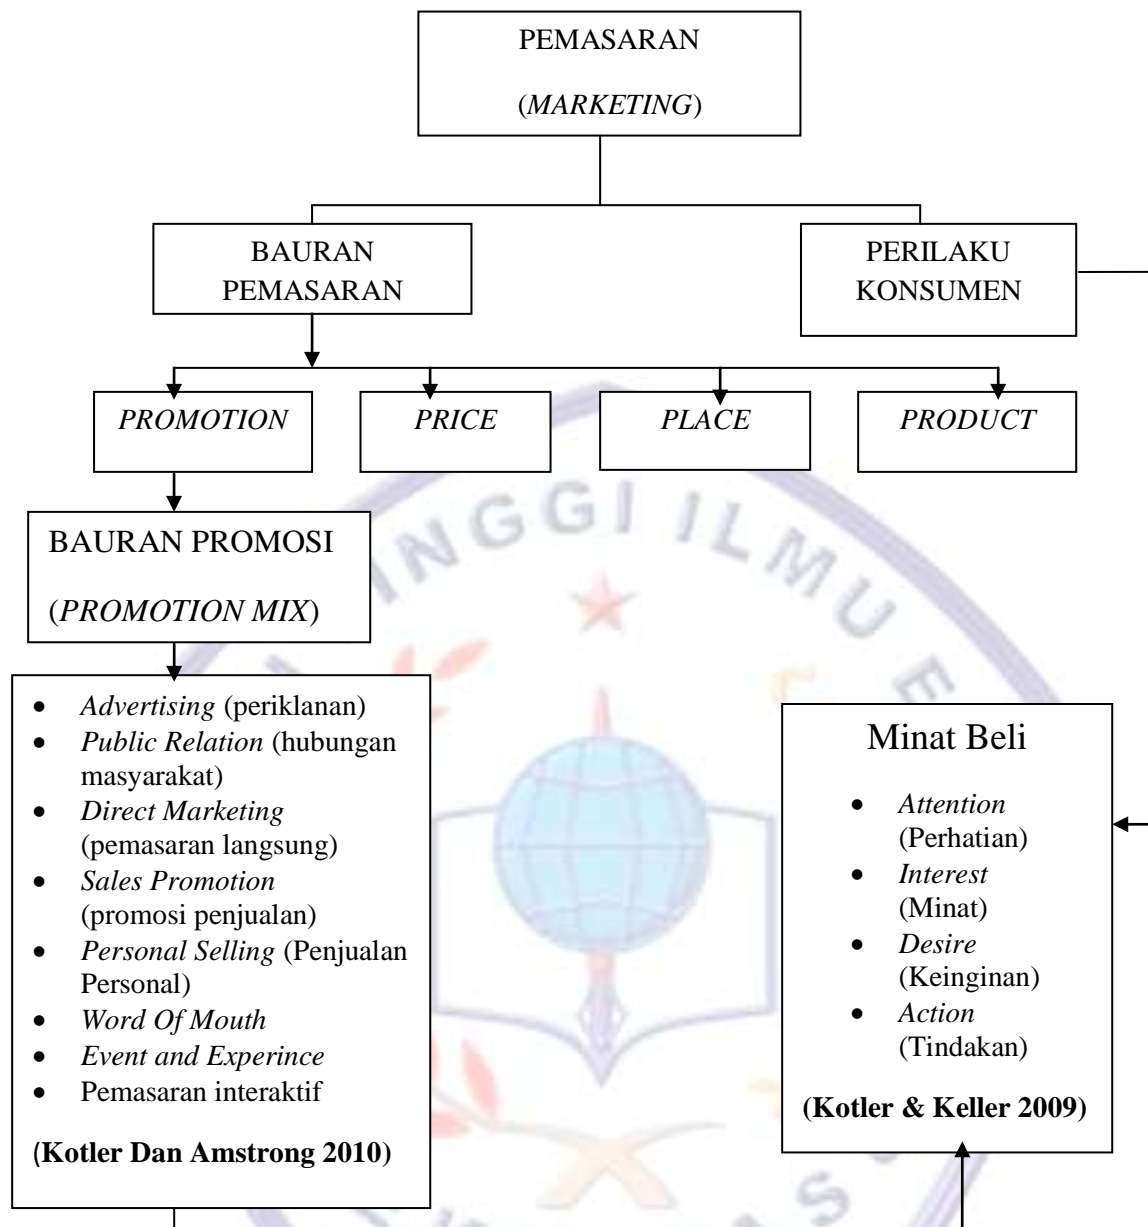 PEMASARAN
(MARKETING)
BAURAN
PEMASARAN
PERILAKU
KONSUMEN
PROMOTION
PRICE
PLACE
PRODUCT
BAURAN PROMOSI
(PROMOTION MIX)
• Advertising (periklanan)
• Public Relation (hubungan
masyarakat)
• Direct Marketing
(pemasaran langsung)
• Sales Promotion
(promosi penjualan)
• Personal Selling (Penjualan
Personal)
• Word Of Mouth
• Event and Experince
• Pemasaran interaktif
(Kotler Dan Amstrong 2010)
Minat Beli
• Attention
(Perhatian)
• Interest
(Minat)
• Desire
(Keinginan)
• Action
(Tindakan)
(Kotler & Keller 2009)
INGGI ILMU E